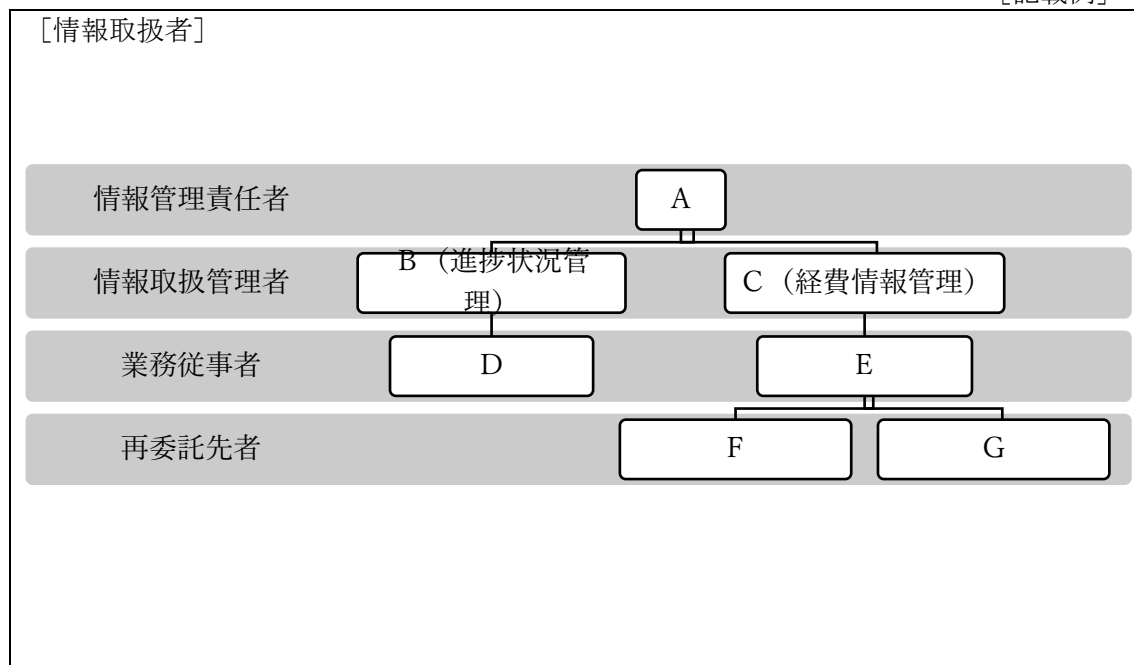 ［情報取扱者］
情報管理責任者
A
情報取扱管理者
B （進捗状況管
理）
C （経費情報管理）
業務従事者
D
E
再委託先者
F
G